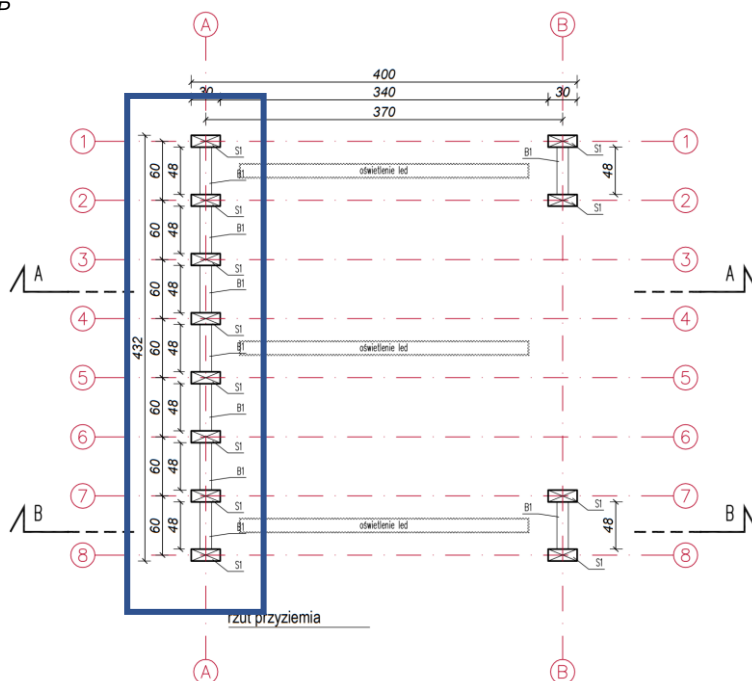 A B
400
30 340 30
370
1 1
S1 B1 S1
60 48 B1 oświetlenie led 48
2 S1 S1 2
60 48 B1
3 3
S1
A A
60 48 B1
4 4
S1
432 60 48 B1 oświetlenie led
5 5
S1
60 48 B1
6 6
S1
60 48 B1
7 7
S1 B1 S1
B B
60 48 B1 oświetlenie led 48
8 S1 S1 8
rzut przyziemia
A B